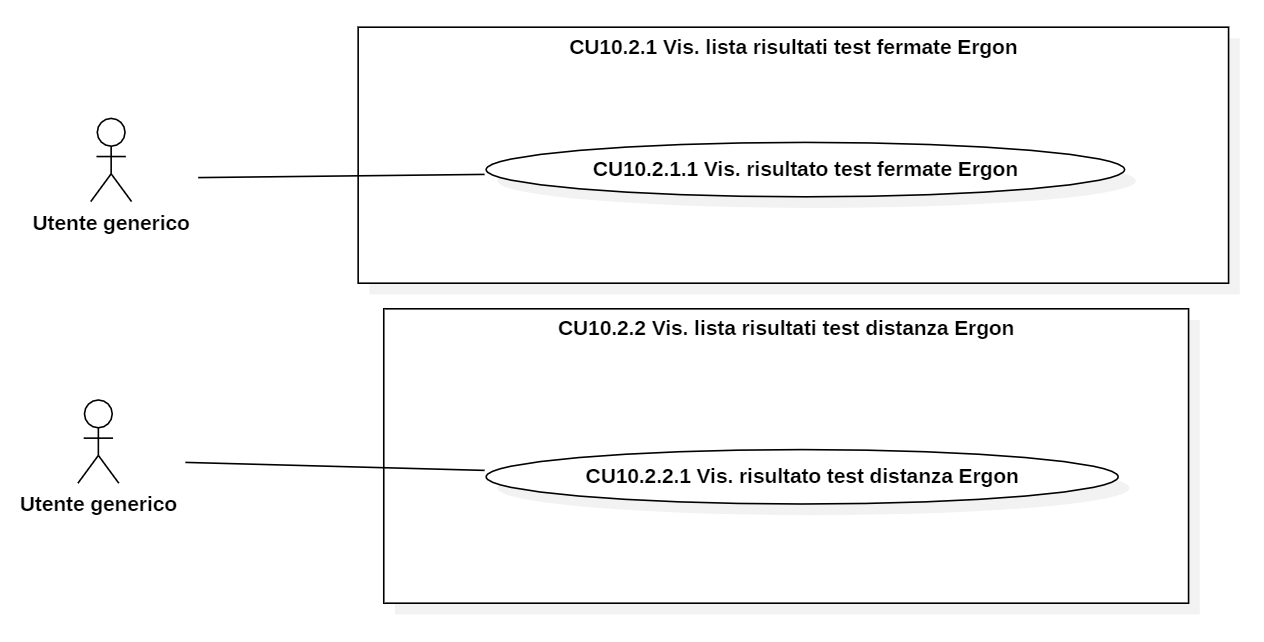 CU10.2.1 Vis. lista risultati test fermate Ergon
CU10.2.1.1 Vis. risultato test fermate Ergon
Utente generico
CU10.2.2 Vis. lista risultati test distanza Ergon
CU10.2.2.1 Vis. risultato test distanza Ergon
Utente generico